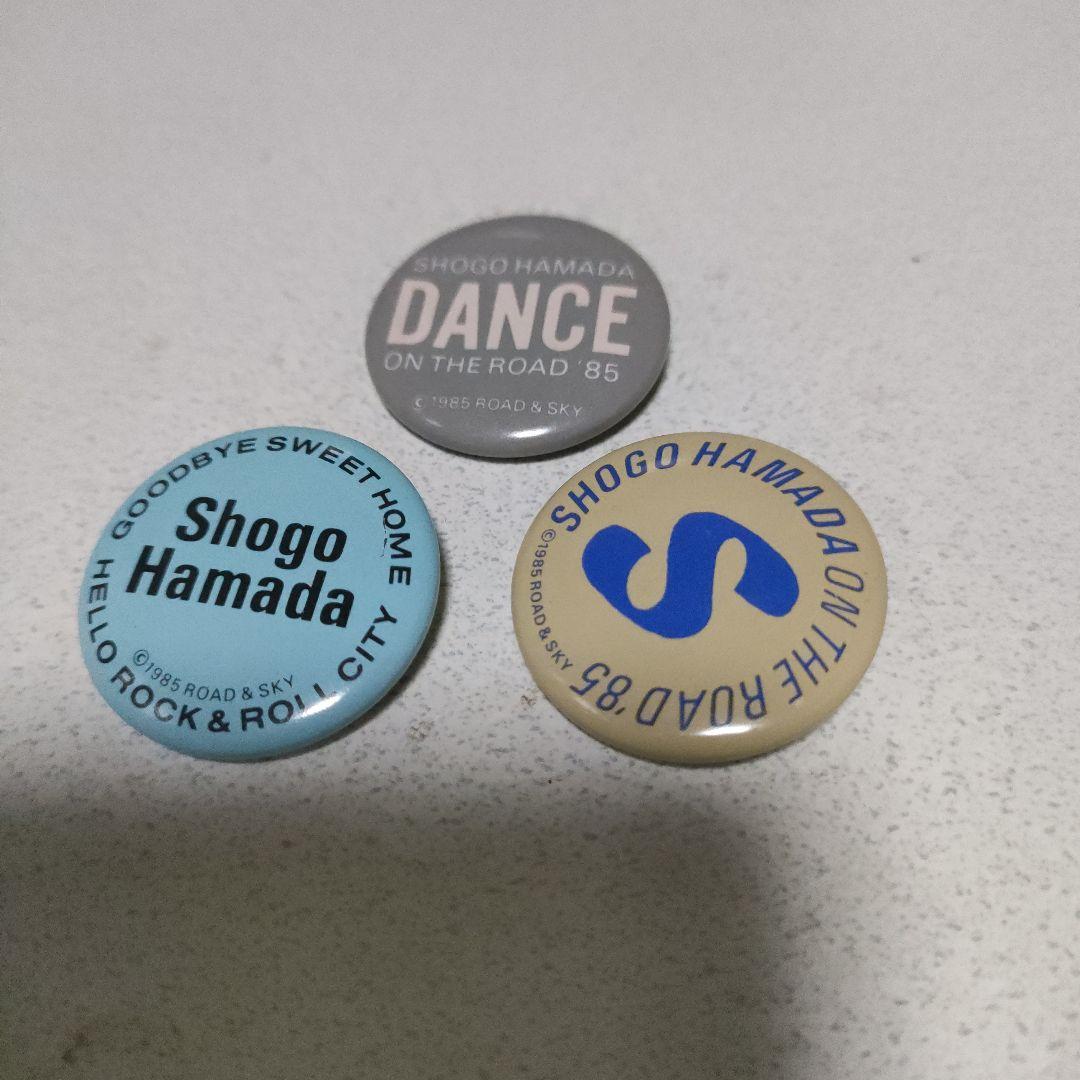 SHOGO HAMADA
DANCE
ON THE ROAD '85
©1985 ROAD & SKY
GOODBYE SWEET HOME
Shogo
Hamada
©1985 ROAD & SKY
HELLO ROCK & ROLL CITY
SHOGO HAMADA ON THE ROAD '85
S
©1985 ROAD & SKY